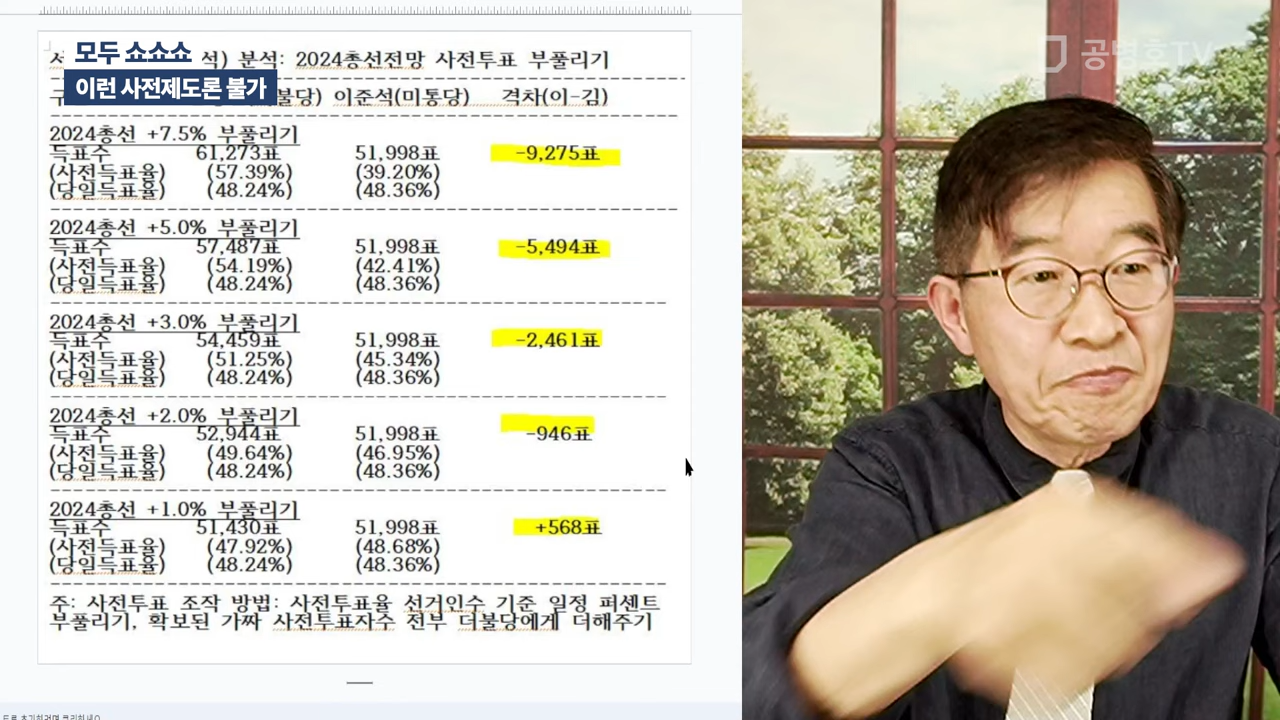 모두 쇼쇼쇼
이런 사전제도론 불가
석) 분석: 2024총선전망 사전투표 부풀리기
불당) 이준석(미통당) 격차(이-김)
2024총선 +7.5% 부풀리기
득표수 61,273표 51,998표 -9,275표
(사전득표율) (57.39%) (39.20%)
(당일득표율) (48.24%) (48.36%)
2024총선 +5.0% 부풀리기
득표수 57,487표 51,998표 -5,494표
(사전득표율) (54.19%) (42.41%)
(당일득표율) (48.24%) (48.36%)
2024총선 +3.0% 부풀리기
득표수 54,459표 51,998표 -2,461표
(사전득표율) (51.25%) (45.34%)
(당일득표율) (48.24%) (48.36%)
2024총선 +2.0% 부풀리기
득표수 52,944표 51,998표 -946표
(사전득표율) (49.64%) (46.95%)
(당일득표율) (48.24%) (48.36%)
2024총선 +1.0% 부풀리기
득표수 51,430표 51,998표 +568표
(사전득표율) (47.92%) (48.68%)
(당일득표율) (48.24%) (48.36%)
주: 사전투표 조작 방법: 사전투표율 선거인수 기준 일정 퍼센트
부풀리기, 확보된 가짜 사전투표자수 전부 더불당에게 더해주기
공병호TV